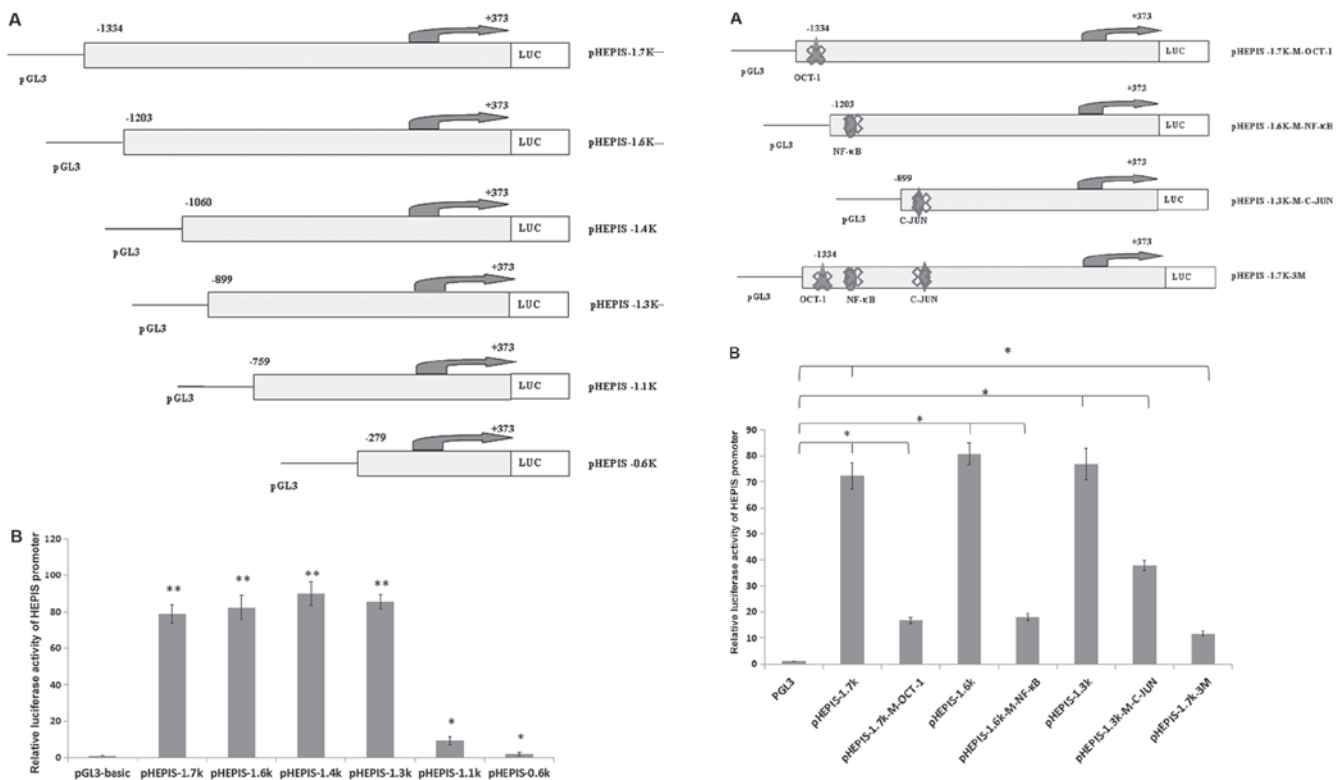 A
-1334
+373
LUC
pHEPIS-1.7K
pGL3
-1203
+373
LUC
pHEPIS-1.6K
pGL3
-1060
+373
LUC
pHEPIS -1.4K
pGL3
-899
+373
LUC
pHEPIS -1.3K
pGL3
-759
+373
LUC
pHEPIS -1.1K
pGL3
-279
+373
LUC
pHEPIS -0.6K
pGL3
B
Relative luciferase activity of HEPIS promoter
120
100
80
60
40
20
0
**
**
**
**
*
*
pGL3-basic pHEPIS-1.7k pHEPIS-1.6k pHEPIS-1.4k pHEPIS-1.3k pHEPIS-1.1k pHEPIS-0.6k
A
-1334
+373
LUC
pHEPIS -1.7K-M-OCT-1
pGL3
OCT-1
-1203
+373
LUC
pHEPIS -1.6K-M-NF-κB
pGL3
NF-κB
-899
+373
LUC
pHEPIS -1.3K-M-C-JUN
pGL3
C-JUN
-1334
+373
LUC
pHEPIS -1.7K-3M
pGL3
OCT-1 NF-κB C-JUN
B
*
*
*
*
Relative luciferase activity of HEPIS promoter
90
80
70
60
50
40
30
20
10
0
PGL3
pHEPIS-1.7k
pHEPIS-1.7k-M-OCT-1
pHEPIS-1.6k
pHEPIS-1.6k-M-NF-κB
pHEPIS-1.3k
pHEPIS-1.3k-M-C-JUN
pHEPIS-1.7k-3M